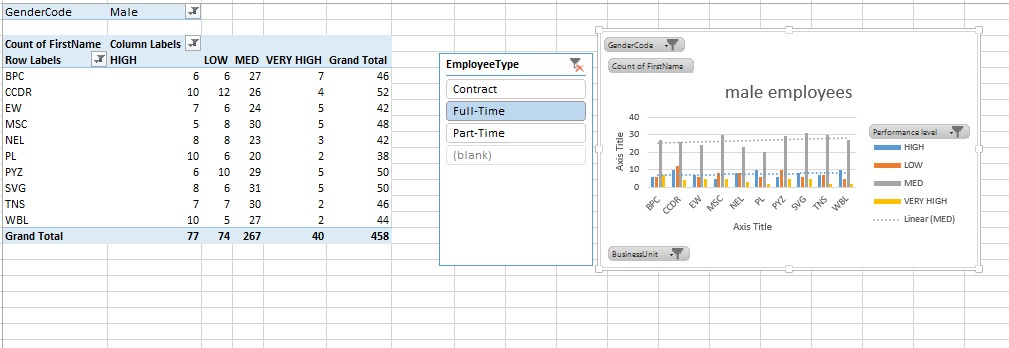 GenderCode Male
Count of FirstName Column Labels
Row Labels HIGH LOW MED VERY HIGH Grand Total
BPC 6 6 27 7 46
CCDR 10 12 26 4 52
EW 7 6 24 5 42
MSC 5 8 30 5 48
NEL 8 8 23 3 42
PL 10 6 20 2 38
PYZ 6 10 29 5 50
SVG 8 6 31 5 50
TNS 7 7 30 2 46
WBL 10 5 27 2 44
Grand Total 77 74 267 40 458
EmployeeType
Contract
Full-Time
Part-Time
(blank)
GenderCode
Count of FirstName
male employees
Axis Title
40
30
20
10
0
BPC CCDR EW MSC NEL PL PYZ SVG TNS WBL
Axis Title
Performance level
HIGH
LOW
MED
VERY HIGH
Linear (MED)
BusinessUnit